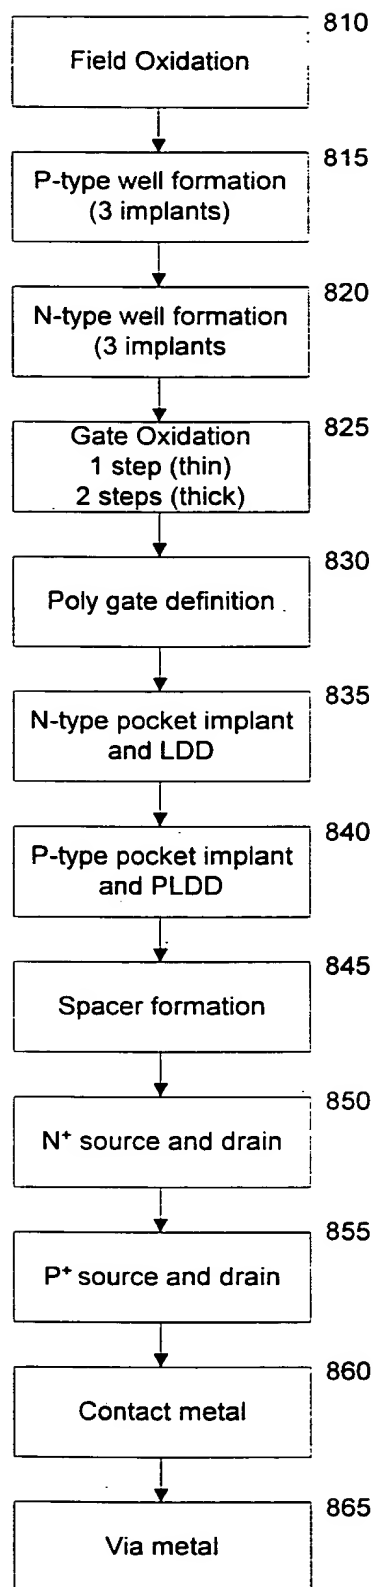 810
Field Oxidation
815
P-type well formation
(3 implants)
820
N-type well formation
(3 implants
825
Gate Oxidation
1 step (thin)
2 steps (thick)
830
Poly gate definition
835
N-type pocket implant
and LDD
840
P-type pocket implant
and PLDD
845
Spacer formation
850
N⁺ source and drain
855
P⁺ source and drain
860
Contact metal
865
Via metal